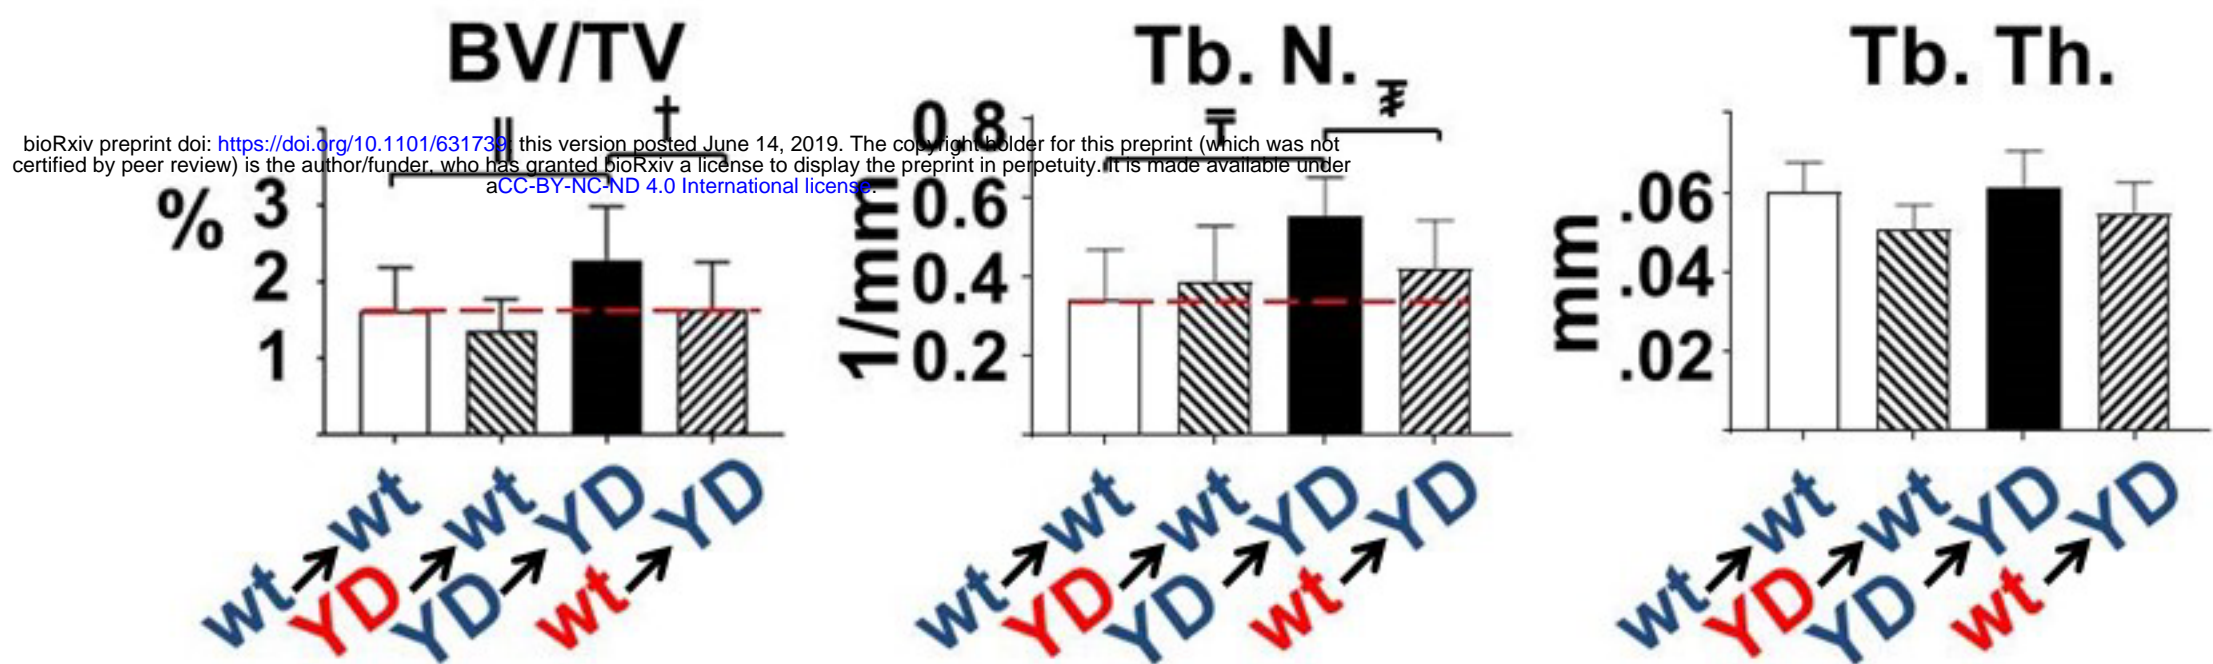 BV/TV
Tb. N.
Tb. Th.
||
†
bioRxiv preprint doi: https://doi.org/10.1101/631739; this version posted June 14, 2019. The copyright holder for this preprint (which was not
certified by peer review) is the author/funder, who has granted bioRxiv a license to display the preprint in perpetuity. It is made available under
aCC-BY-NC-ND 4.0 International license.
%
3
2
1
wt➔wt
YD➔wt
YD➔YD
wt➔YD
1/mm
0.8
0.6
0.4
0.2
wt➔wt
YD➔wt
YD➔YD
wt➔YD
mm
.06
.04
.02
wt➔wt
YD➔wt
YD➔YD
wt➔YD